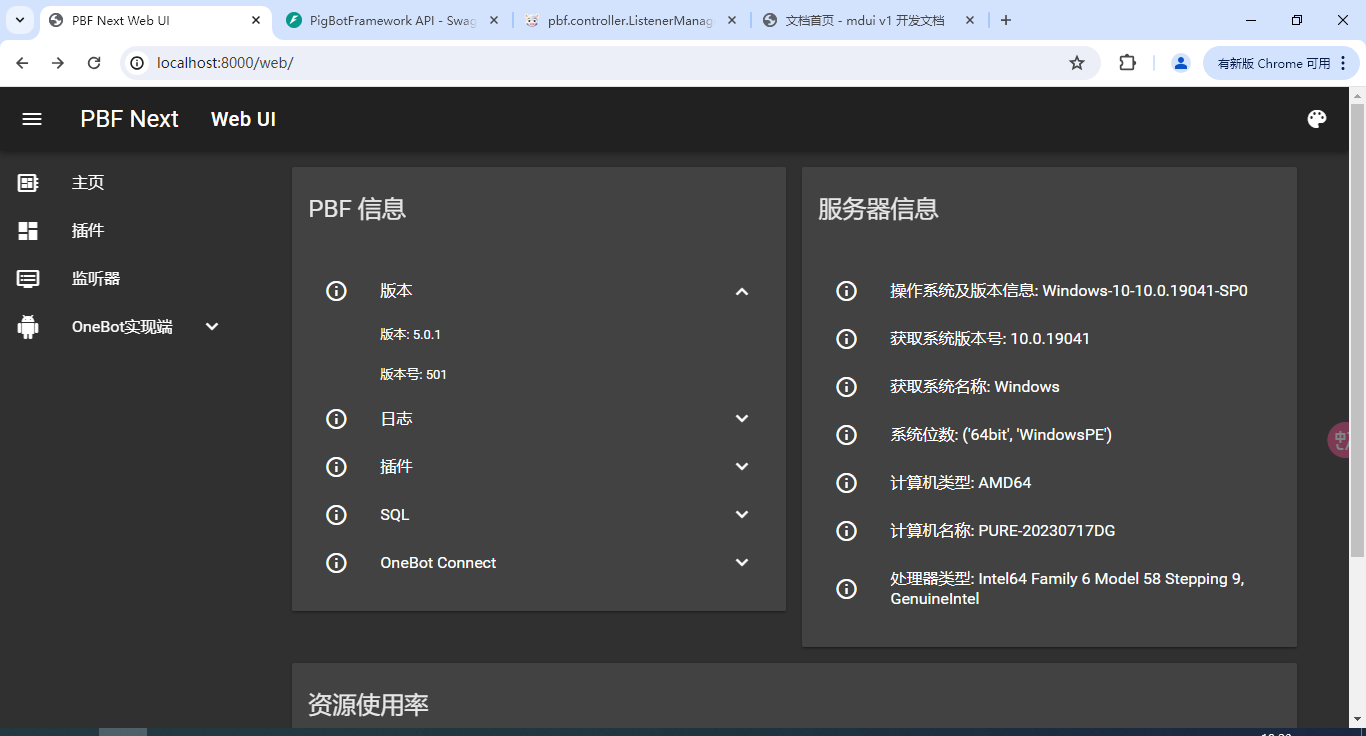 PBF Next Web UI
PigBotFramework API - Swag
pbf.controller.ListenerManag
文档首页 - mdui v1 开发文档
localhost:8000/web/
有新版 Chrome 可用
PBF Next
Web UI
主页
插件
监听器
OneBot实现端
PBF 信息
版本
版本: 5.0.1
版本号: 501
日志
插件
SQL
OneBot Connect
服务器信息
操作系统及版本信息: Windows-10-10.0.19041-SP0
获取系统版本号: 10.0.19041
获取系统名称: Windows
系统位数: ('64bit', 'WindowsPE')
计算机类型: AMD64
计算机名称: PURE-20230717DG
处理器类型: Intel64 Family 6 Model 58 Stepping 9,
GenuineIntel
资源使用率